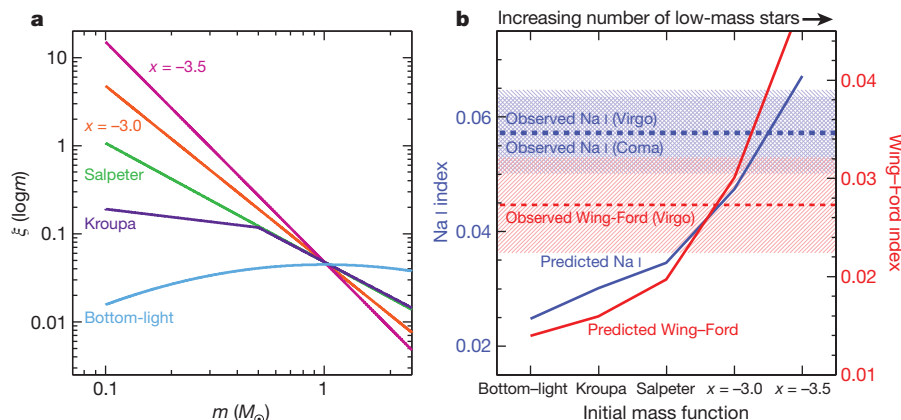 a
10
1
0.1
0.01
ξ (logm)
x = –3.5
x = –3.0
Salpeter
Kroupa
Bottom-light
0.1
1
m (M☉)
b
Increasing number of low-mass stars
0.06
0.04
0.02
Na I index
Observed Na I (Virgo)
Observed Na I (Coma)
Observed Wing-Ford (Virgo)
Predicted Na I
Predicted Wing–Ford
0.04
0.03
0.02
0.01
Wing–Ford index
Bottom–light Kroupa Salpeter x = –3.0 x = –3.5
Initial mass function